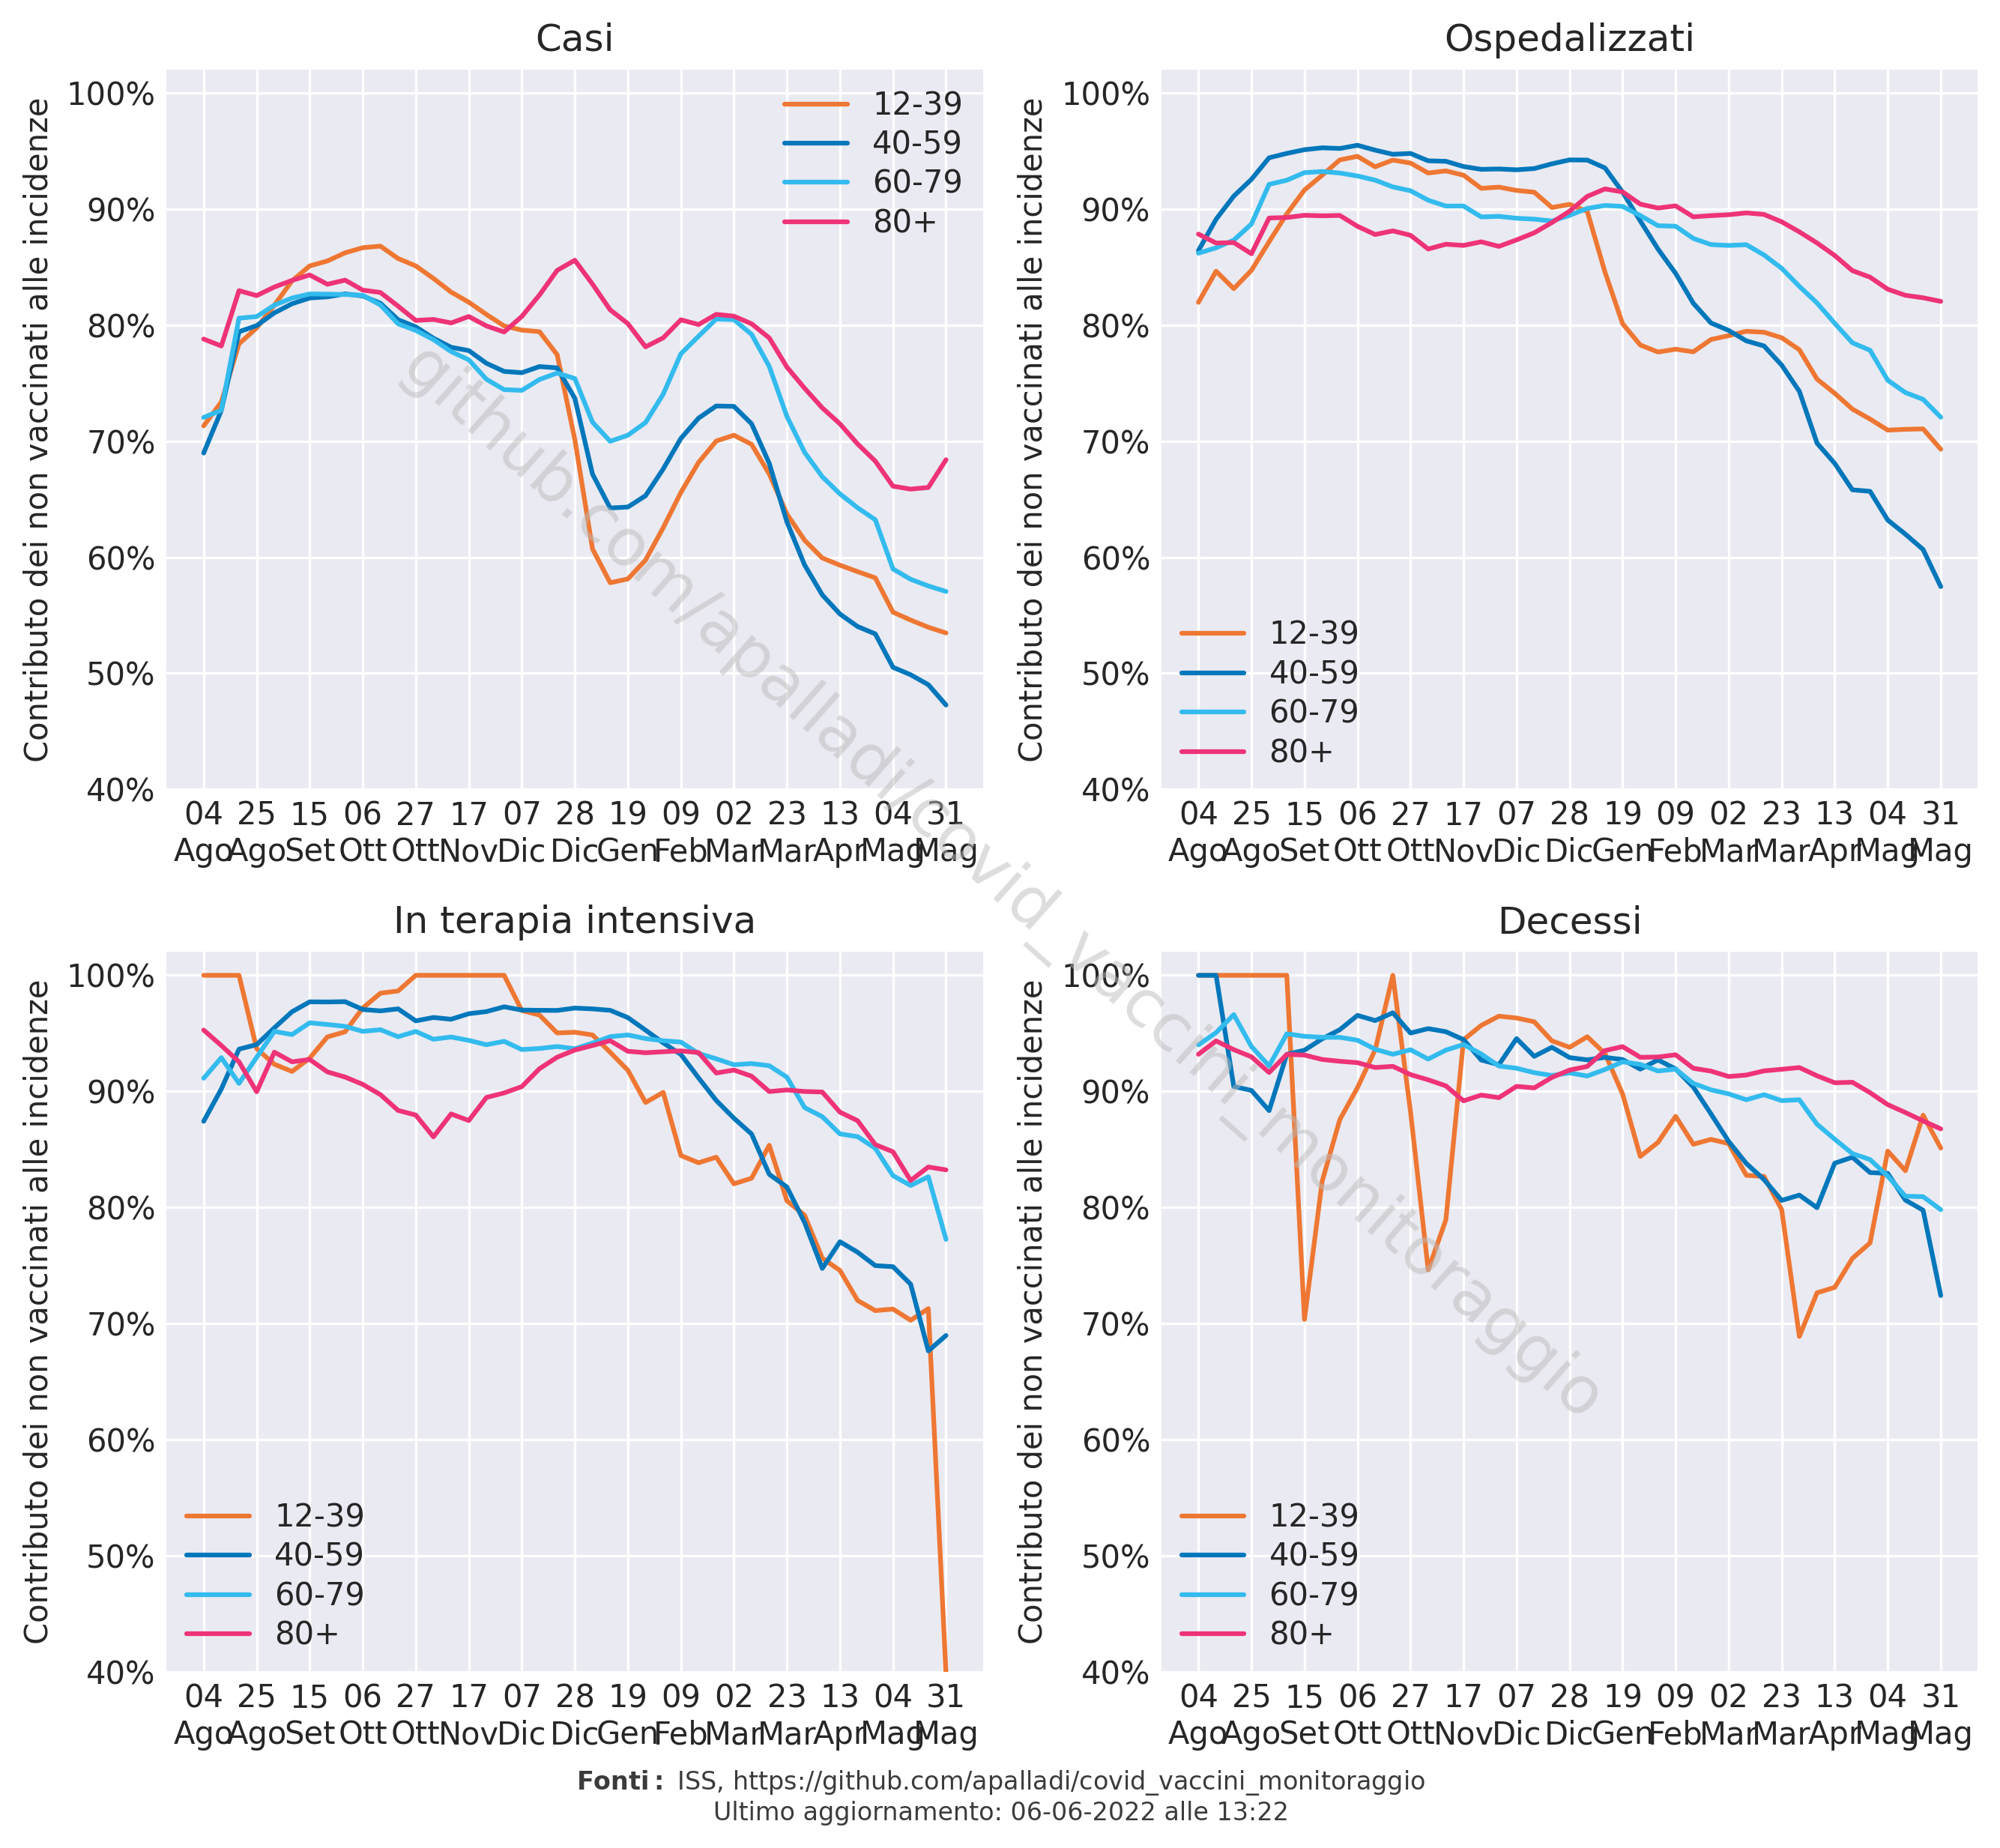 Casi
Contributo dei non vaccinati alle incidenze
100%
90%
80%
70%
60%
50%
40%
12-39
40-59
60-79
80+
04 25 15 06 27 17 07 28 19 09 02 23 13 04 31
Ago Ago Set Ott Ott Nov Dic Dic Gen Feb Mar Mar Apr Mag Mag
Ospedalizzati
Contributo dei non vaccinati alle incidenze
100%
90%
80%
70%
60%
50%
40%
12-39
40-59
60-79
80+
04 25 15 06 27 17 07 28 19 09 02 23 13 04 31
Ago Ago Set Ott Ott Nov Dic Dic Gen Feb Mar Mar Apr Mag Mag
In terapia intensiva
Contributo dei non vaccinati alle incidenze
100%
90%
80%
70%
60%
50%
40%
12-39
40-59
60-79
80+
04 25 15 06 27 17 07 28 19 09 02 23 13 04 31
Ago Ago Set Ott Ott Nov Dic Dic Gen Feb Mar Mar Apr Mag Mag
Decessi
Contributo dei non vaccinati alle incidenze
100%
90%
80%
70%
60%
50%
40%
12-39
40-59
60-79
80+
04 25 15 06 27 17 07 28 19 09 02 23 13 04 31
Ago Ago Set Ott Ott Nov Dic Dic Gen Feb Mar Mar Apr Mag Mag
github.com/apalladi/covid_vaccini_monitoraggio
Fonti: ISS, https://github.com/apalladi/covid_vaccini_monitoraggio
Ultimo aggiornamento: 06-06-2022 alle 13:22